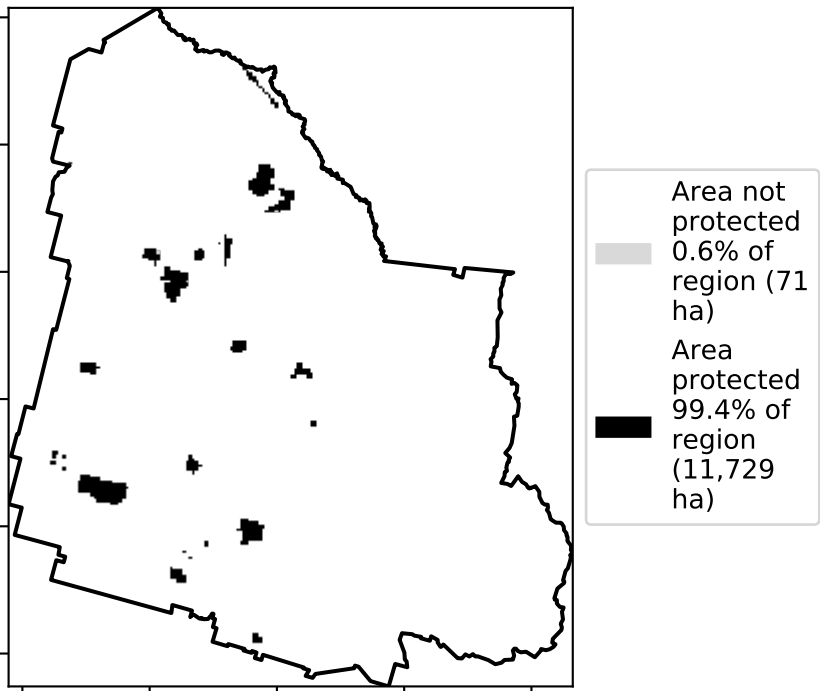 Area not
protected
0.6% of
region (71
ha)
Area
protected
99.4% of
region
(11,729
ha)